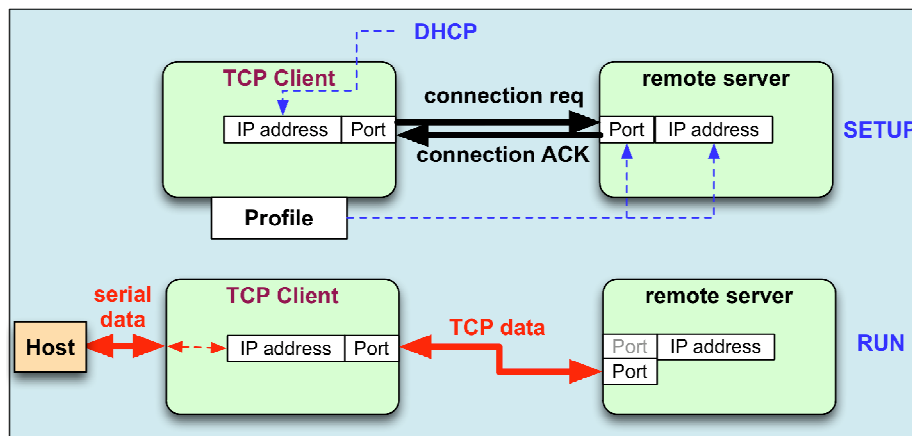 DHCP
TCP Client
remote server
connection req
IP address
Port
Port
IP address
SETUP
connection ACK
Profile
TCP Client
remote server
serial
data
TCP data
Host
IP address
Port
Port
IP address
RUN
Port